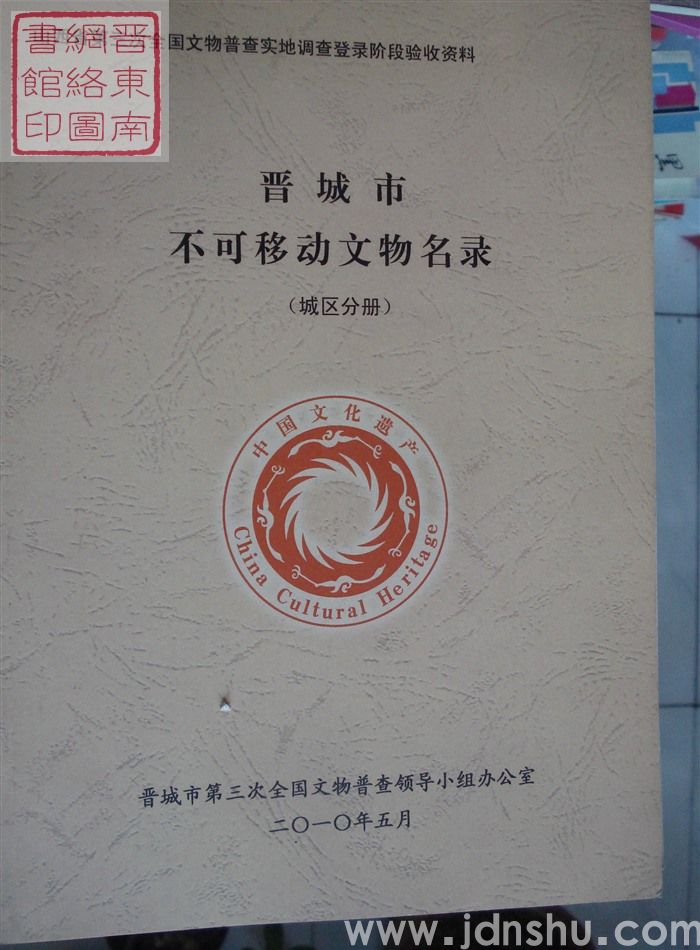 晋東南
網絡圖
書館印
全国文物普查实地调查登录阶段验收资料
晋城市
不可移动文物名录
（城区分册）
中国文化遗产
China Cultural Heritage
晋城市第三次全国文物普查领导小组办公室
二〇一〇年五月
www.jdnshu.com